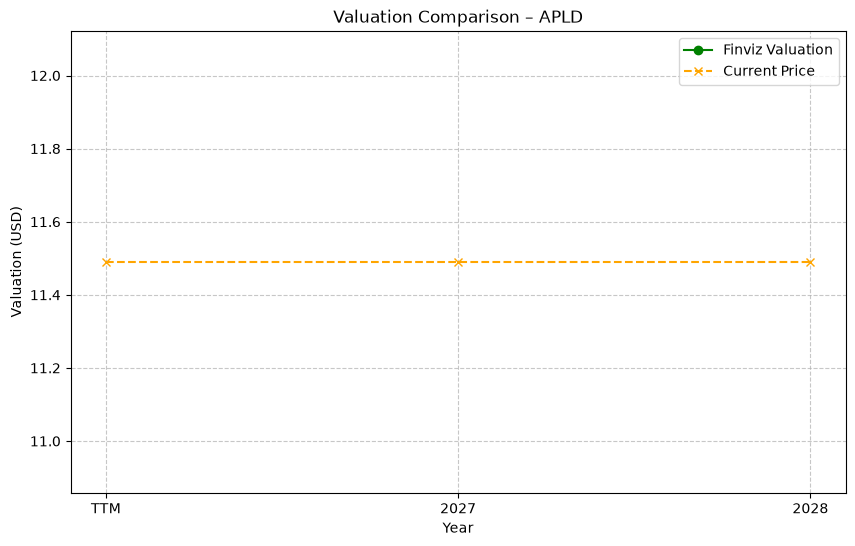 Valuation Comparison – APLD
Finviz Valuation
Current Price
12.0
11.8
11.6
11.4
11.2
11.0
Valuation (USD)
TTM
2027
2028
Year